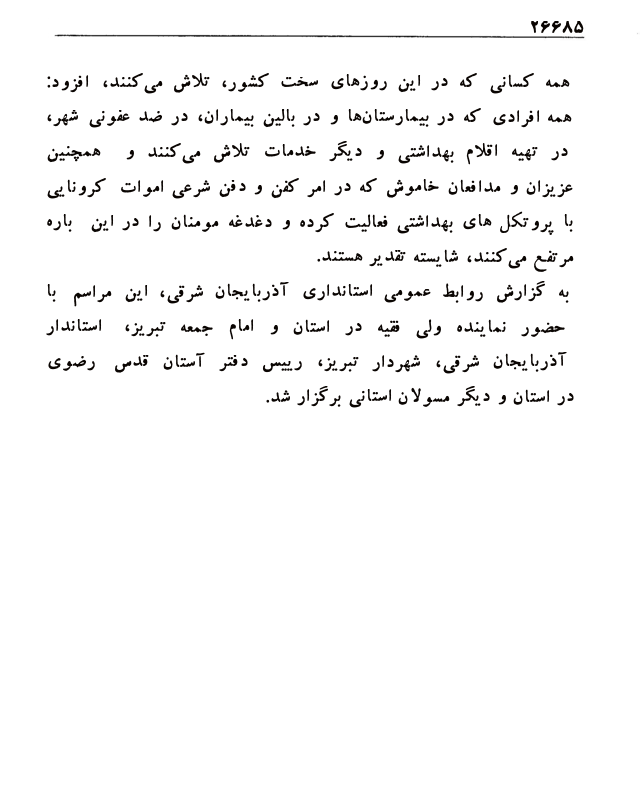 ۲۶۶۸۵
همه کسانی که در این روزهای سخت کشور، تلاش می‌کنند، افزود:
همه افرادی که در بیمارستان‌ها و در بالین بیماران، در ضد عفونی شهر،
در تهیه اقلام بهداشتی و دیگر خدمات تلاش می‌کنند و همچنین
عزیزان و مدافعان خاموش که در امر کفن و دفن شرعی اموات کرونایی
با پروتکل های بهداشتی فعالیت کرده و دغدغه مومنان را در این باره
مرتفع می‌کنند، شایسته تقدیر هستند.
به گزارش روابط عمومی استانداری آذربایجان شرقی، این مراسم با
حضور نماینده ولی فقیه در استان و امام جمعه تبریز، استاندار
آذربایجان شرقی، شهردار تبریز، رییس دفتر آستان قدس رضوی
در استان و دیگر مسولان استانی برگزار شد.